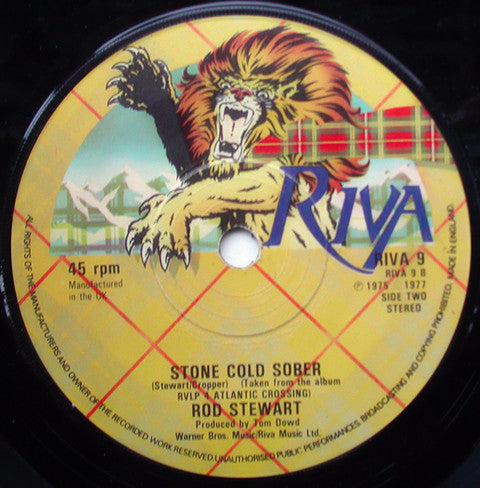 RIVA
RIVA 9
RIVA 9 B
℗ 1975 1977
SIDE TWO
STEREO
45 rpm
Manufactured
in the UK
STONE COLD SOBER
(Stewart/Cropper) (Taken from the album
RVLP 4 ATLANTIC CROSSING)
ROD STEWART
Produced by Tom Dowd
Warner Bros. Music/Riva Music Ltd.
ALL RIGHTS OF THE MANUFACTURERS AND OWNER OF THE RECORDED WORK RESERVED. UNAUTHORISED PUBLIC PERFORMANCES, BROADCASTING AND COPYING PROHIBITED. MADE IN ENGLAND.